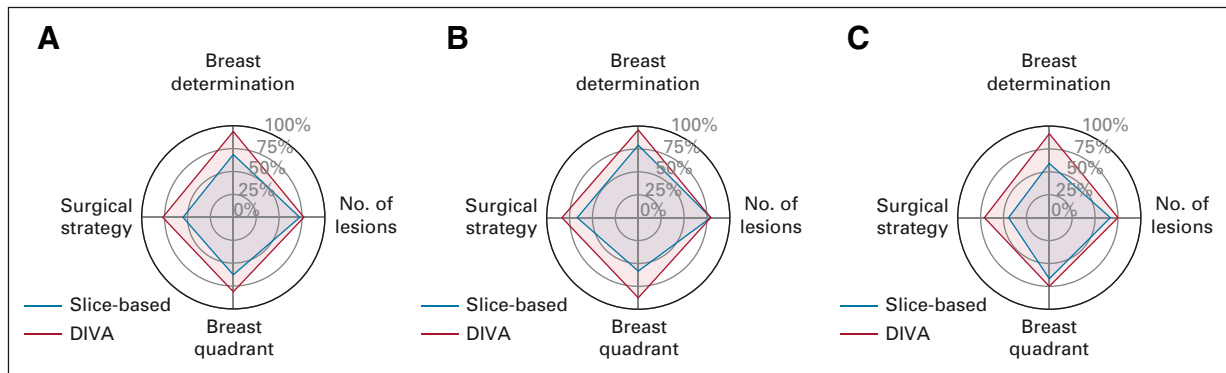 A
Breast
determination
100%
75%
50%
25%
0%
Surgical
strategy
No. of
lesions
Slice-based
DIVA
Breast
quadrant
B
Breast
determination
100%
75%
50%
25%
0%
Surgical
strategy
No. of
lesions
Slice-based
DIVA
Breast
quadrant
C
Breast
determination
100%
75%
50%
25%
0%
Surgical
strategy
No. of
lesions
Slice-based
DIVA
Breast
quadrant